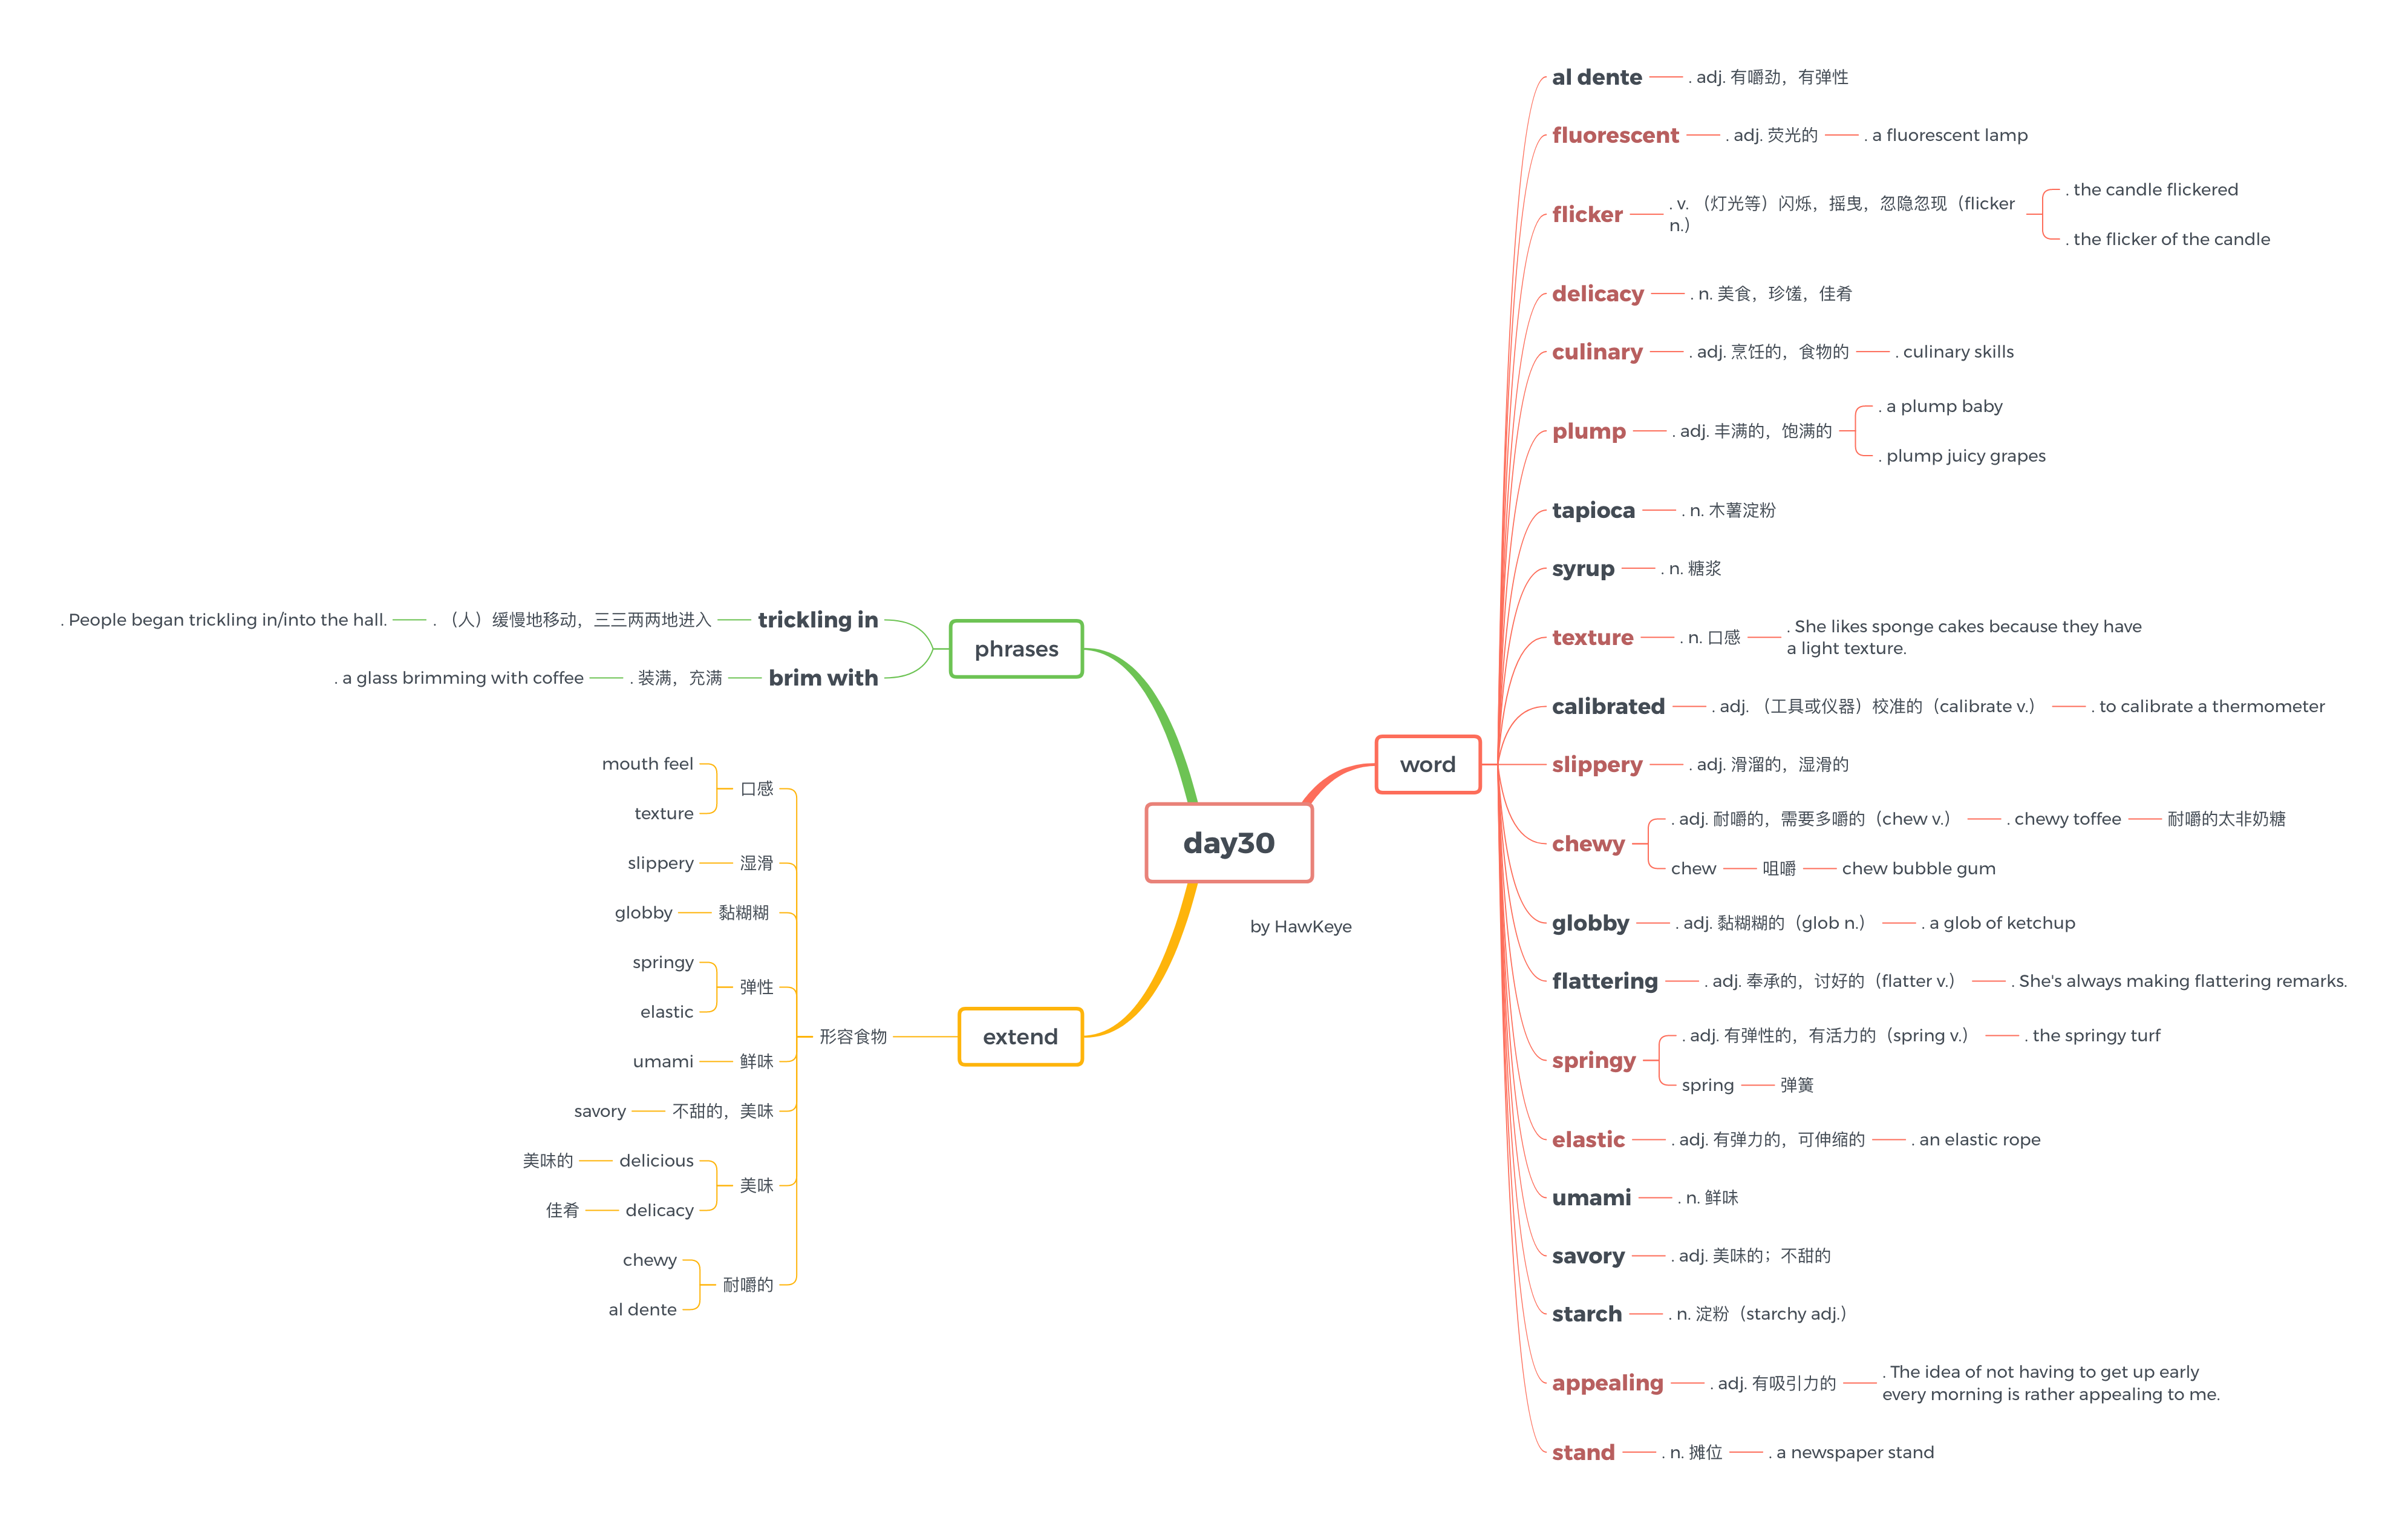 day30
by HawKeye
word
al dente
. adj. 有嚼劲，有弹性
fluorescent
. adj. 荧光的
. a fluorescent lamp
flicker
. v. （灯光等）闪烁，摇曳，忽隐忽现（flicker
n.）
. the candle flickered
. the flicker of the candle
delicacy
. n. 美食，珍馐，佳肴
culinary
. adj. 烹饪的，食物的
. culinary skills
plump
. adj. 丰满的，饱满的
. a plump baby
. plump juicy grapes
tapioca
. n. 木薯淀粉
syrup
. n. 糖浆
texture
. n. 口感
. She likes sponge cakes because they have
a light texture.
calibrated
. adj. （工具或仪器）校准的（calibrate v.）
. to calibrate a thermometer
slippery
. adj. 滑溜的，湿滑的
chewy
. adj. 耐嚼的，需要多嚼的（chew v.）
. chewy toffee
耐嚼的太非奶糖
chew
咀嚼
chew bubble gum
globby
. adj. 黏糊糊的（glob n.）
. a glob of ketchup
flattering
. adj. 奉承的，讨好的（flatter v.）
. She's always making flattering remarks.
springy
. adj. 有弹性的，有活力的（spring v.）
. the springy turf
spring
弹簧
elastic
. adj. 有弹力的，可伸缩的
. an elastic rope
umami
. n. 鲜味
savory
. adj. 美味的；不甜的
starch
. n. 淀粉（starchy adj.）
appealing
. adj. 有吸引力的
. The idea of not having to get up early
every morning is rather appealing to me.
stand
. n. 摊位
. a newspaper stand
phrases
trickling in
. （人）缓慢地移动，三三两两地进入
. People began trickling in/into the hall.
brim with
. 装满，充满
. a glass brimming with coffee
extend
形容食物
口感
mouth feel
texture
湿滑
slippery
黏糊糊
globby
弹性
springy
elastic
鲜味
umami
不甜的，美味
savory
美味
delicious
美味的
delicacy
佳肴
耐嚼的
chewy
al dente